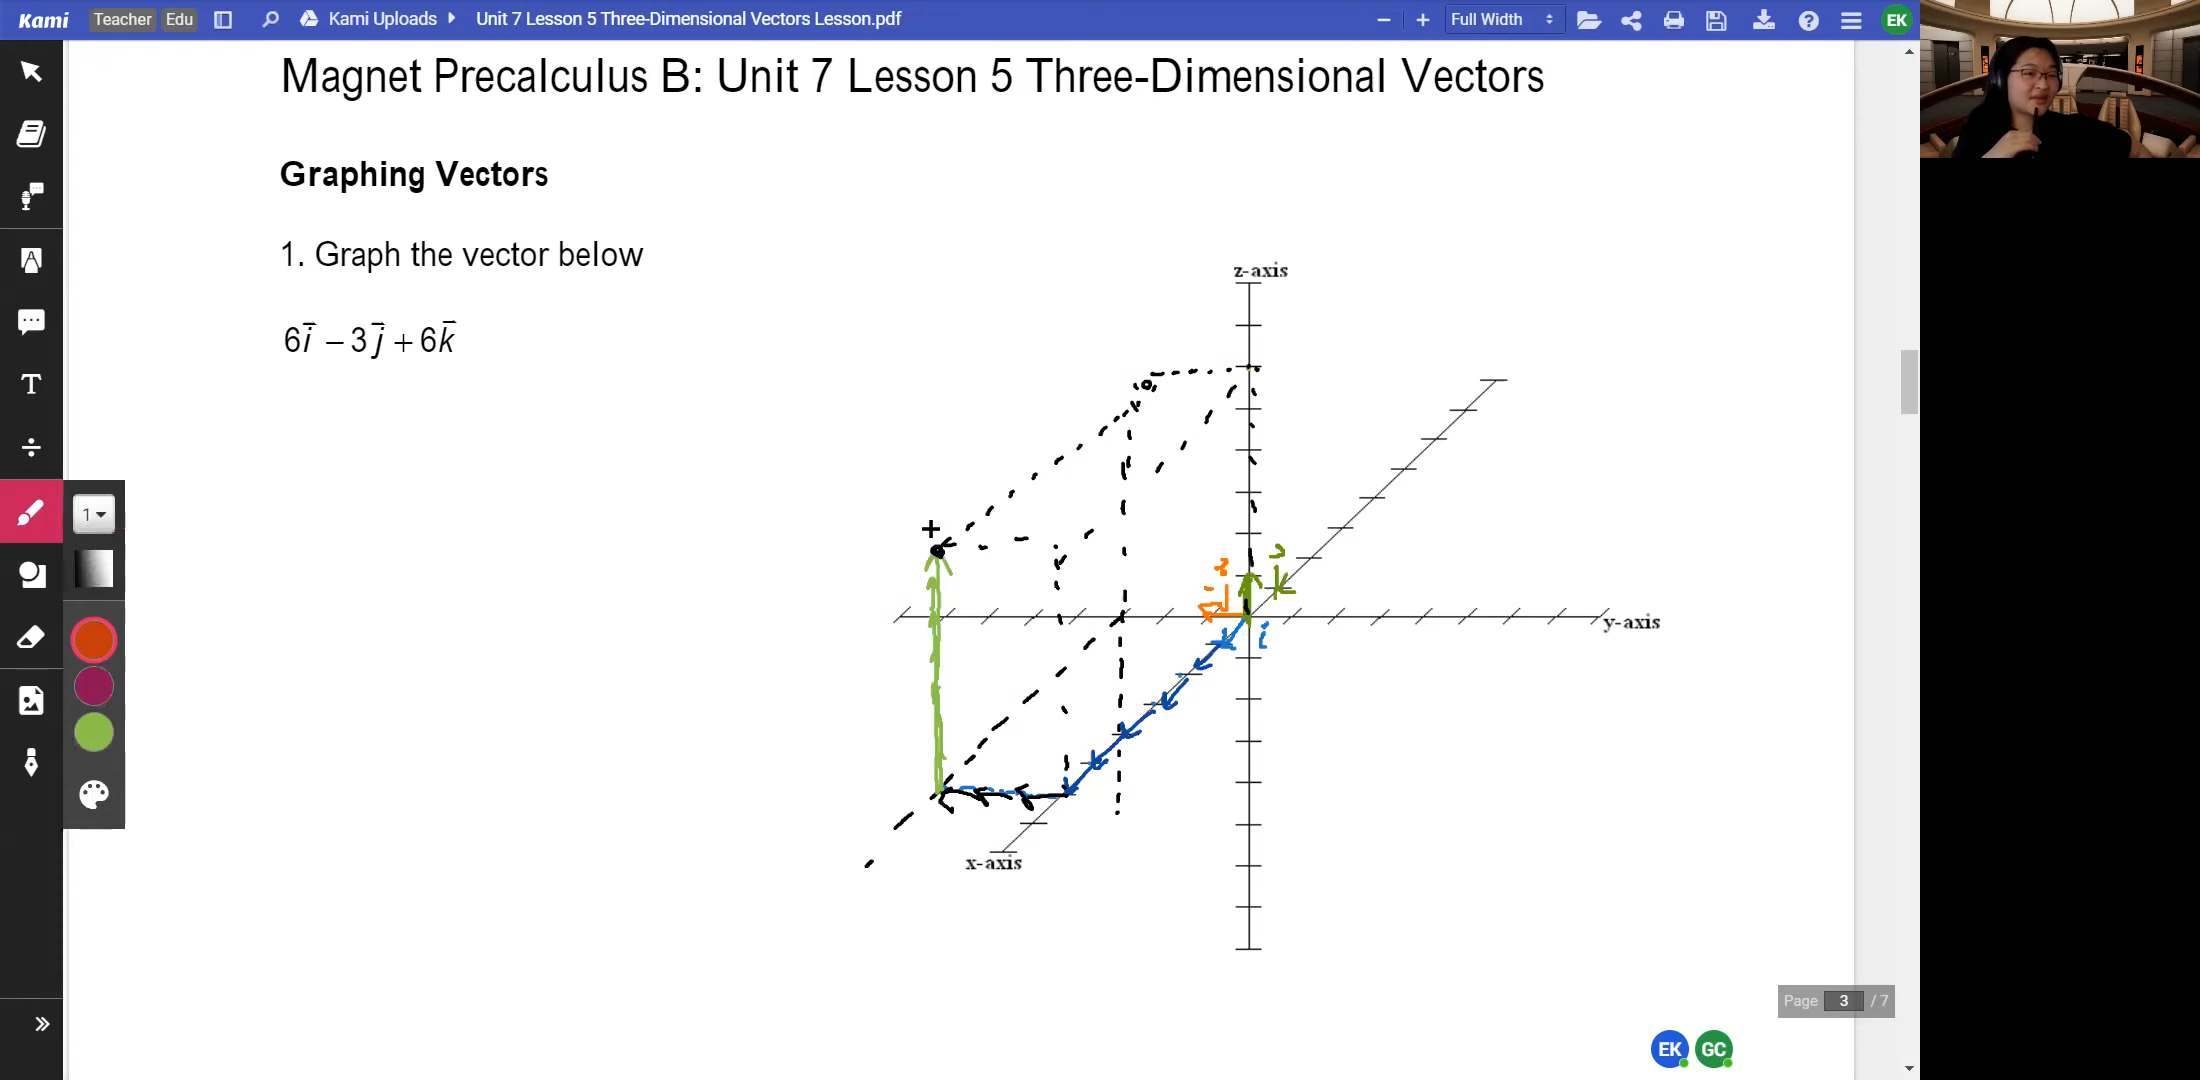 Kami Teacher Edu Kami Uploads Unit 7 Lesson 5 Three-Dimensional Vectors Lesson.pdf Full Width EK
Magnet Precalculus B: Unit 7 Lesson 5 Three-Dimensional Vectors
Graphing Vectors
1. Graph the vector below
z-axis
6i⃗ − 3j⃗ + 6k⃗
1
i
y-axis
x-axis
Page 3 / 7
EK GC